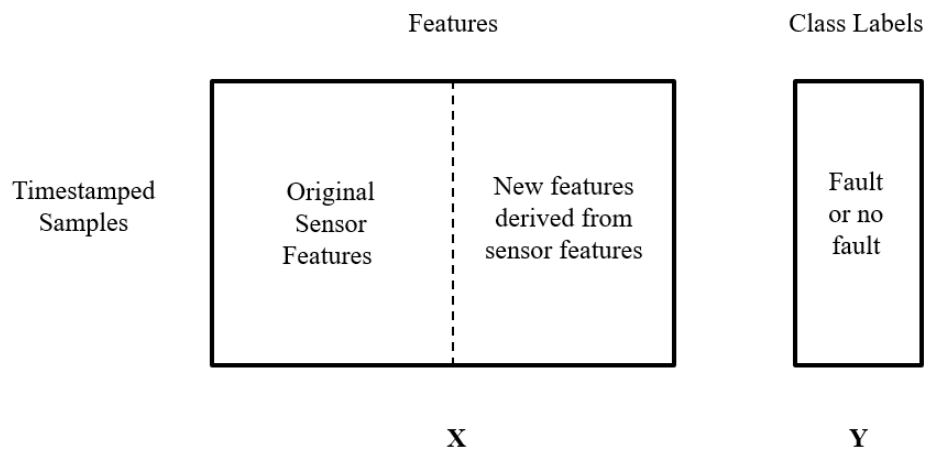 Features
Class Labels
Timestamped
Samples
Original
Sensor
Features
New features
derived from
sensor features
Fault
or no
fault
X
Y